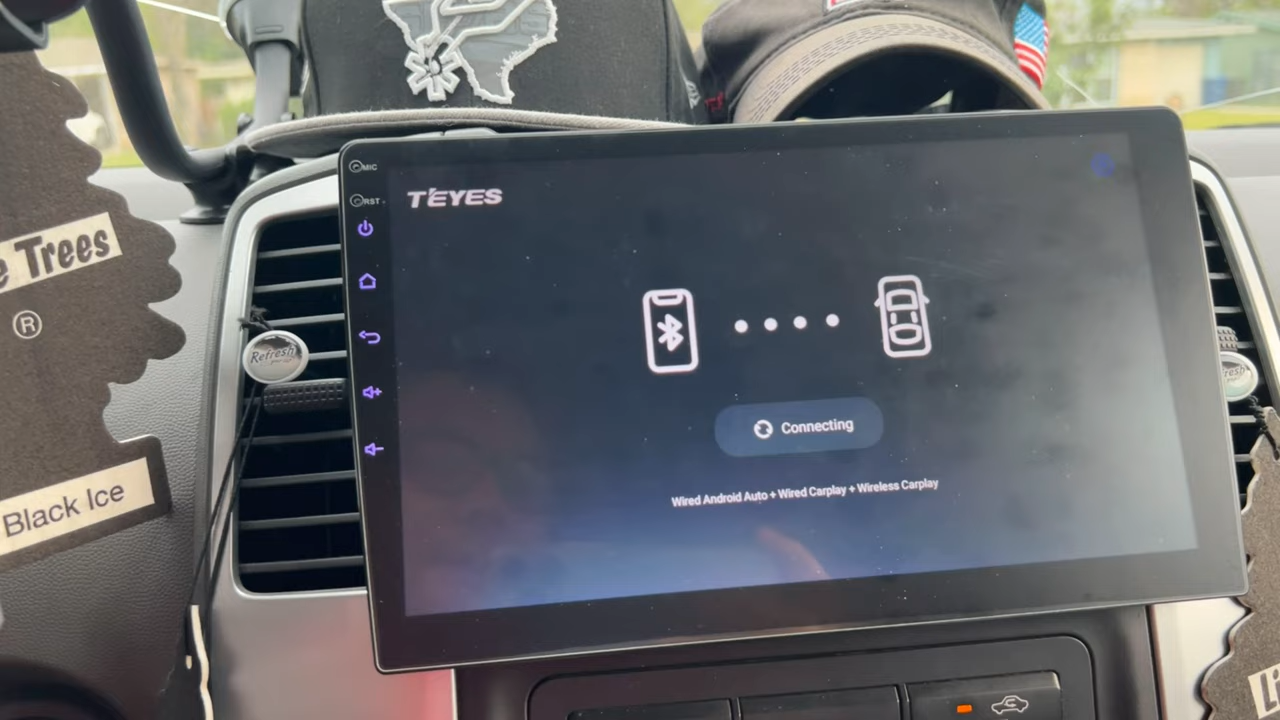 MIC
RST
TEYES
Connecting
Wired Android Auto + Wired Carplay + Wireless Carplay
Trees
®
Black Ice
Refresh